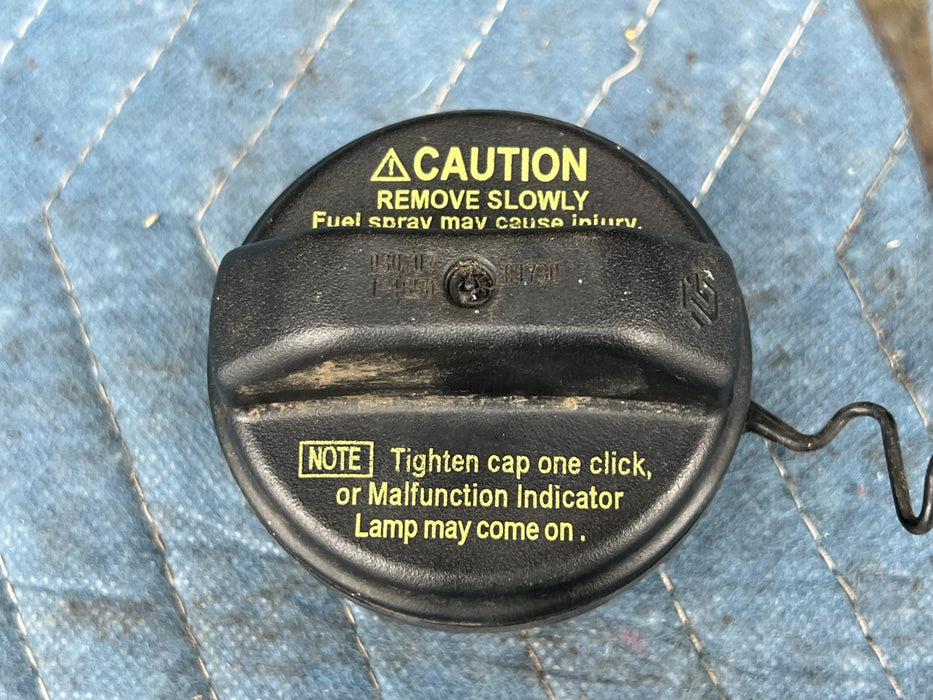 CAUTION
REMOVE SLOWLY
Fuel spray may cause injury.
NOTE Tighten cap one click,
or Malfunction Indicator
Lamp may come on.